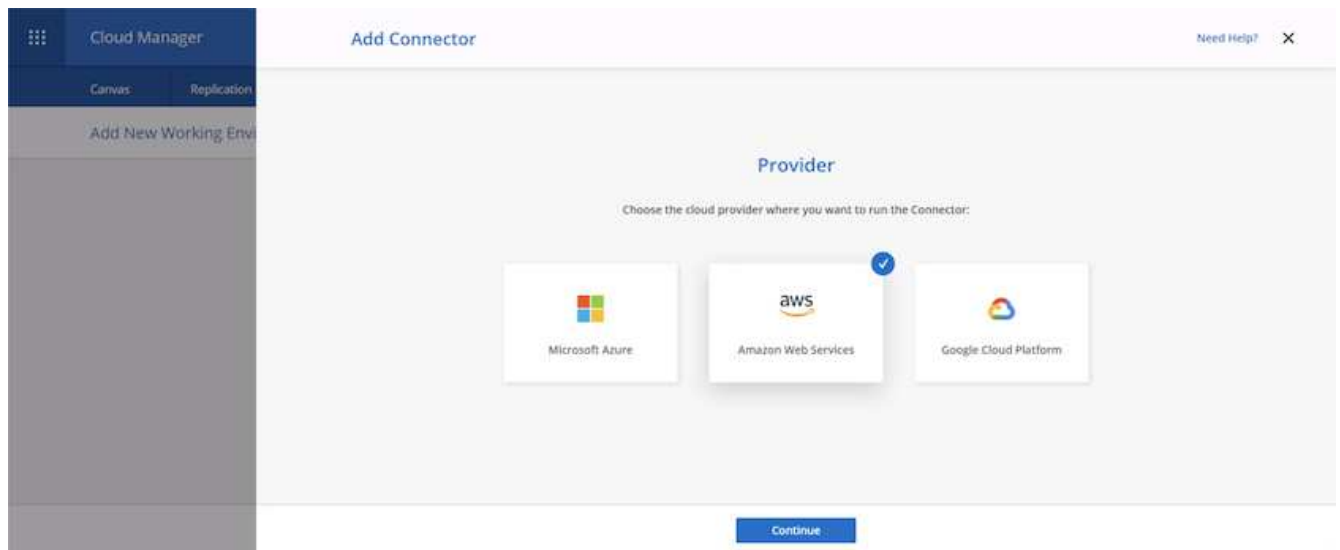 Cloud Manager
Add Connector
Need Help?
Canvas
Replication
Add New Working Envi
Provider
Choose the cloud provider where you want to run the Connector:
aws
Microsoft Azure
Amazon Web Services
Google Cloud Platform
Continue